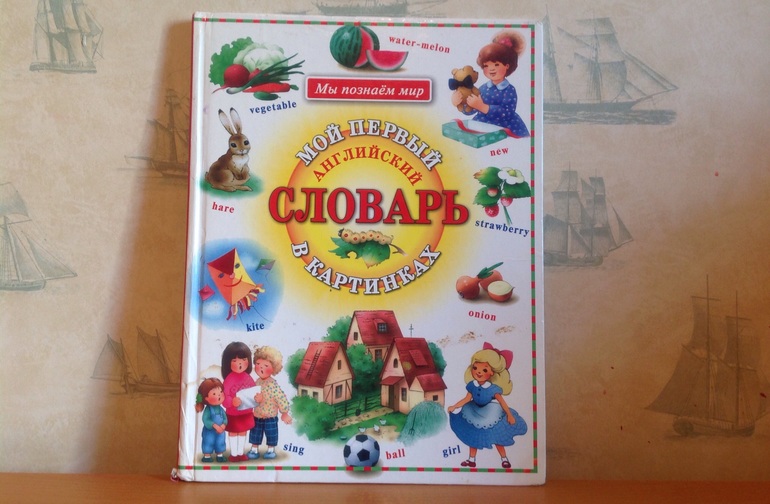 water-melon
Мы познаём мир
vegetable
new
МОЙ ПЕРВЫЙ
АНГЛИЙСКИЙ
СЛОВАРЬ
В КАРТИНКАХ
hare
strawberry
kite
onion
sing
ball
girl